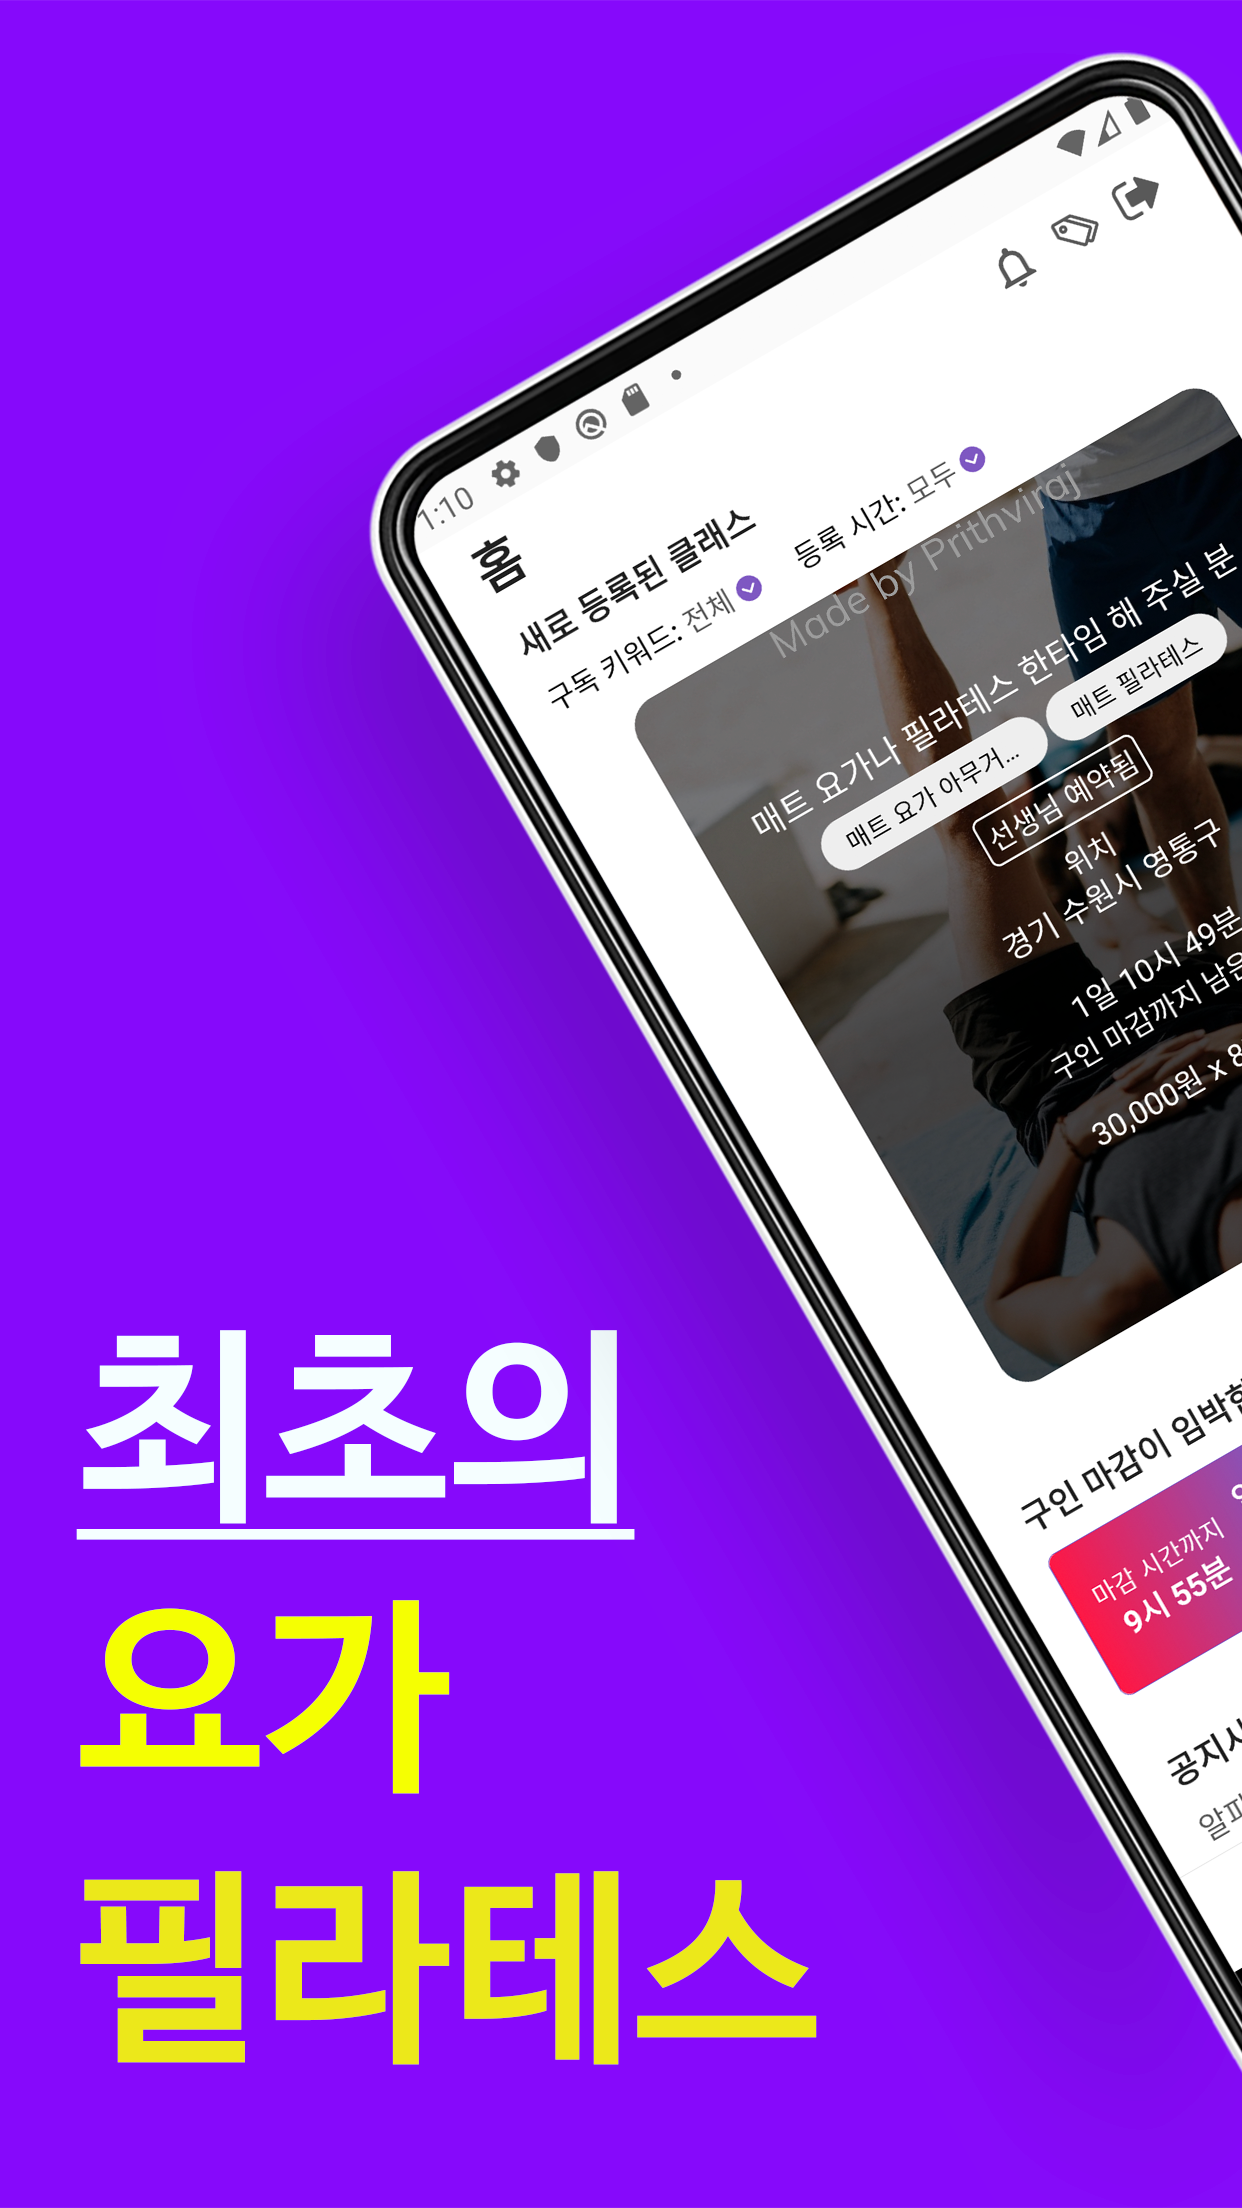 1:10
홈
새로 등록된 클래스
구독 키워드: 전체 등록 시간: 모두
Made by Prithviraj
매트 요가나 필라테스 한타임 해 주실 분
매트 요가 아무거... 매트 필라테스
선생님 예약됨
위치
경기 수원시 영통구
1일 10시 49분
구인 마감까지 남은
30,000원 x 8
구인 마감이 임박한
마감 시간까지
9시 55분
공지사
알파
최초의
요가
필라테스